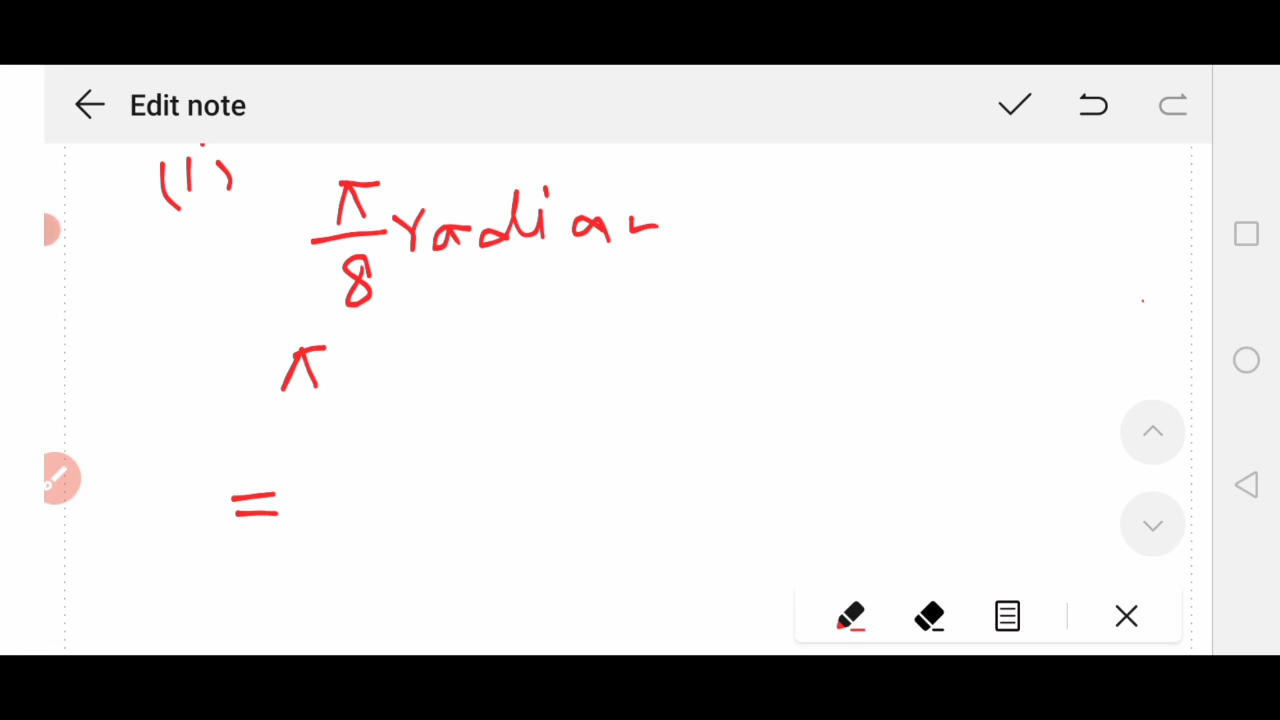 Edit note
(i)
π/8 radian
π
=